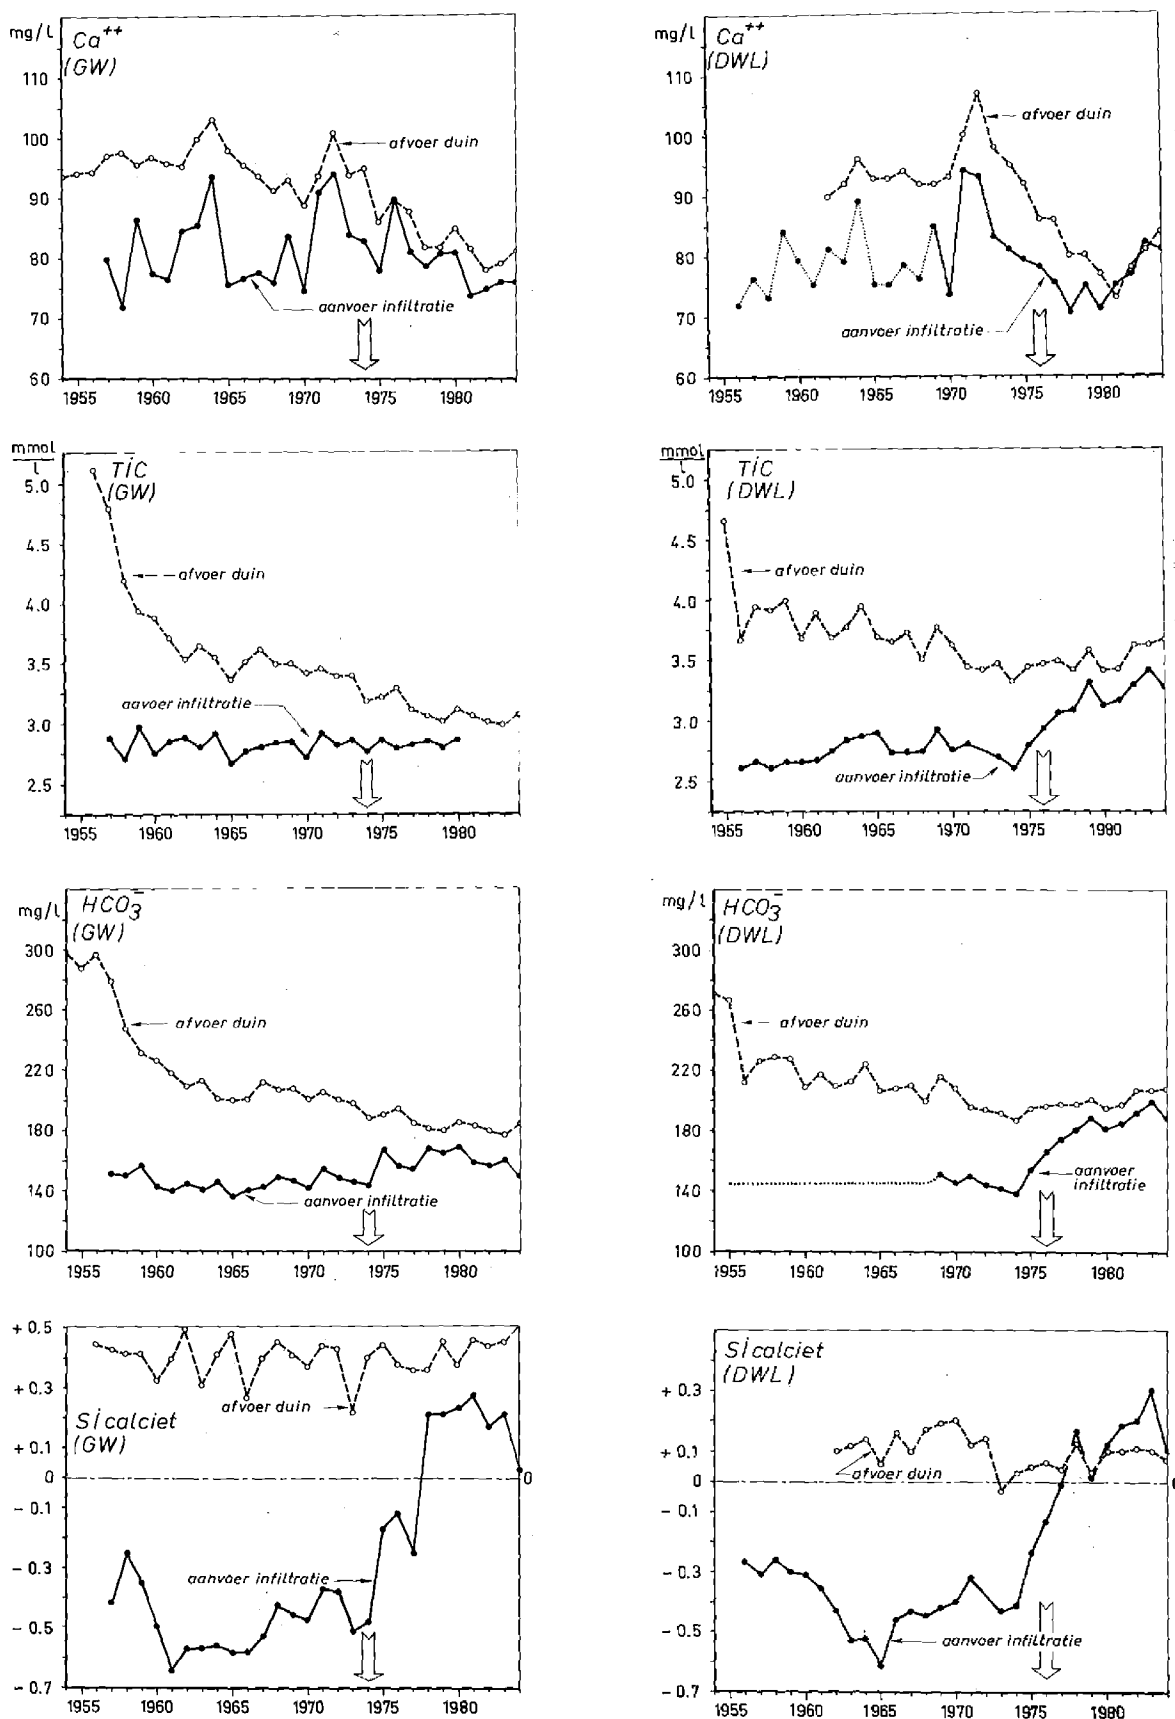 mg/l
Ca++
(GW)
110
100
90
80
70
60
afvoer duin
aanvoer infiltratie
1955 1960 1965 1970 1975 1980
mg/l
Ca++
(DWL)
110
100
90
80
70
60
afvoer duin
aanvoer infiltratie
1955 1960 1965 1970 1975 1980
mmol
l
TiC
(GW)
5.0
4.5
4.0
3.5
3.0
2.5
afvoer duin
aavoer infiltratie
1955 1960 1965 1970 1975 1980
mmol
l
TiC
(DWL)
5.0
4.5
4.0
3.5
3.0
2.5
afvoer duin
aanvoer infiltratie
1955 1960 1965 1970 1975 1980
mg/l
HCO3-
(GW)
300
260
220
180
140
100
afvoer duin
aanvoer infiltratie
1955 1960 1965 1970 1975 1980
mg/l
HCO3-
(DWL)
300
260
220
180
140
100
afvoer duin
aanvoer
infiltratie
1955 1960 1965 1970 1975 1980
+ 0.5
+ 0.3
+ 0.1
0
- 0.1
- 0.3
- 0.5
- 0.7
afvoer duin
Si calciet
(GW)
0
aanvoer infiltratie
1955 1960 1965 1970 1975 1980
Si calciet
(DWL)
+ 0.3
+ 0.1
0
- 0.1
- 0.3
- 0.5
- 0.7
afvoer duin
aanvoer infiltratie
1955 1960 1965 1970 1975 1980